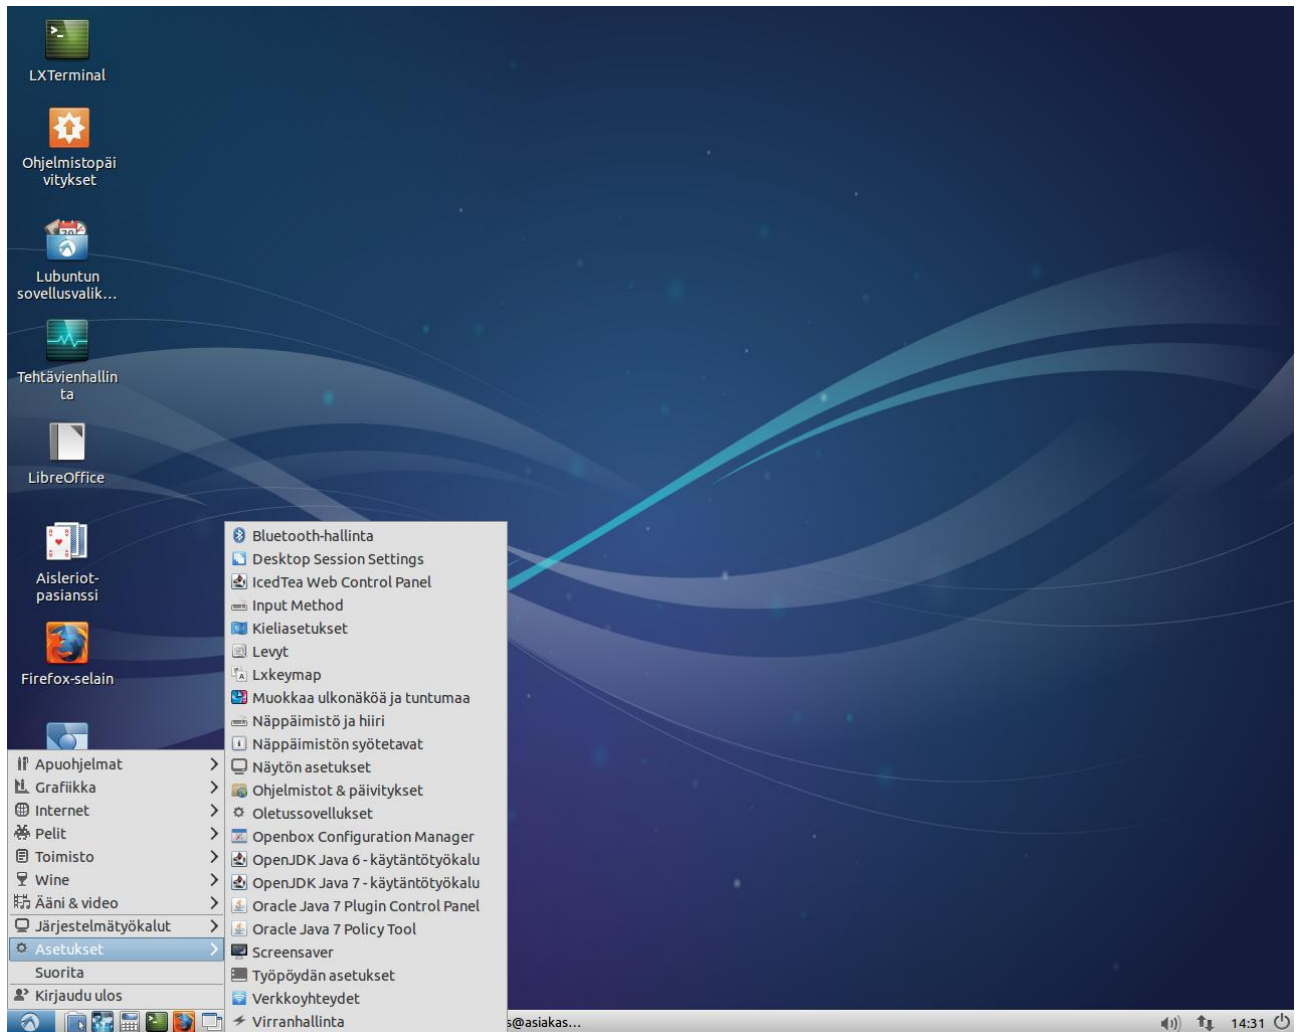 LXTerminal
Ohjelmistopäi
vitykset
Lubuntun
sovellusvalik...
Tehtävienhallin
ta
LibreOffice
Aisleriot-
pasianssi
Firefox-selain
Apuohjelmat
Grafiikka
Internet
Pelit
Toimisto
Wine
Ääni & video
Järjestelmätyökalut
Asetukset
Suorita
Kirjaudu ulos
Bluetooth-hallinta
Desktop Session Settings
IcedTea Web Control Panel
Input Method
Kieliasetukset
Levyt
Lxkeymap
Muokkaa ulkonäköä ja tuntumaa
Näppäimistö ja hiiri
Näppäimistön syötetavat
Näytön asetukset
Ohjelmistot & päivitykset
Oletussovellukset
Openbox Configuration Manager
OpenJDK Java 6 - käytäntötyökalu
OpenJDK Java 7 - käytäntötyökalu
Oracle Java 7 Plugin Control Panel
Oracle Java 7 Policy Tool
Screensaver
Työpöydän asetukset
Verkkoyhteydet
Virranhallinta
s@asiakas...
14:31